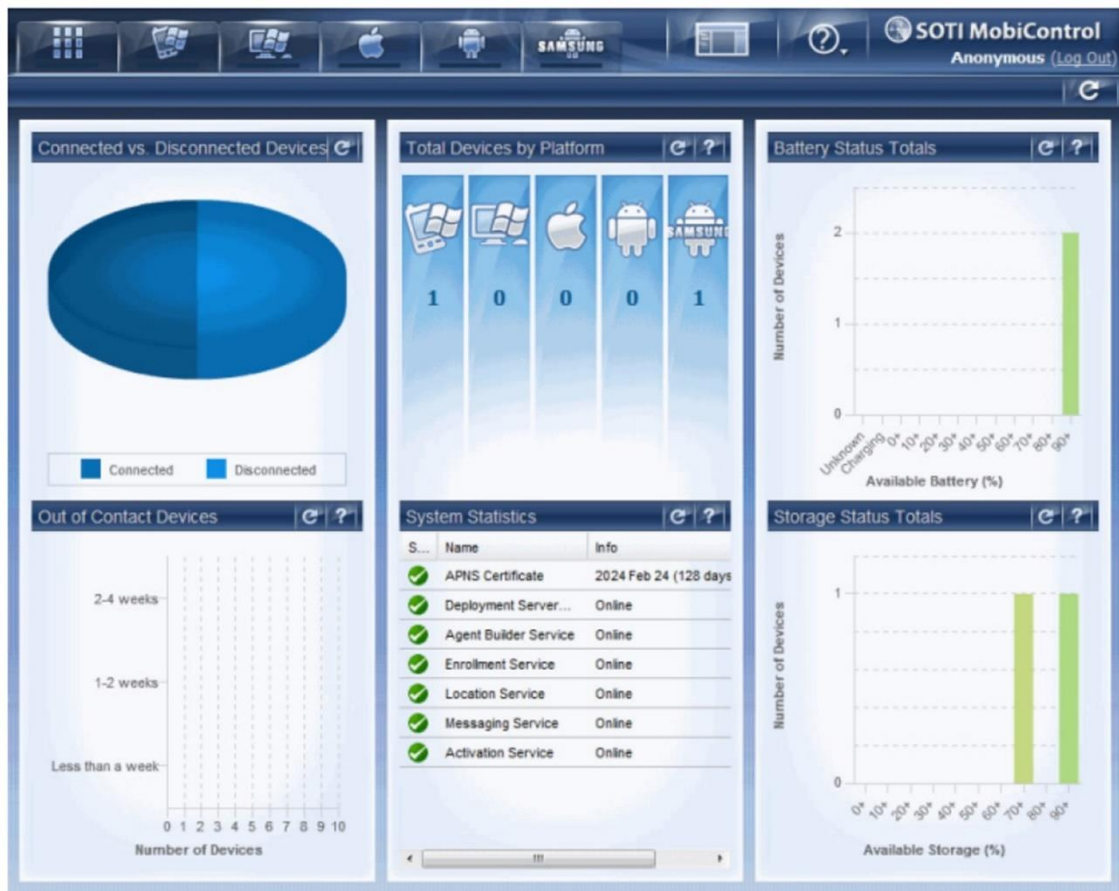 SAMSUNG
SOTI MobiControl
Anonymous (Log Out)
Connected vs. Disconnected Devices
Connected
Disconnected
Total Devices by Platform
?
SAMSUNG
1 0 0 0 1
Battery Status Totals
?
Number of Devices
2
1
0
Unknown Charging 0+ 10+ 20+ 30+ 40+ 50+ 60+ 70+ 80+ 90+
Available Battery (%)
Out of Contact Devices
?
2-4 weeks
1-2 weeks
Less than a week
0 1 2 3 4 5 6 7 8 9 10
Number of Devices
System Statistics
?
S... Name Info
APNS Certificate 2024 Feb 24 (128 days
Deployment Server... Online
Agent Builder Service Online
Enrollment Service Online
Location Service Online
Messaging Service Online
Activation Service Online
Storage Status Totals
?
Number of Devices
1
0
0+ 10+ 20+ 30+ 40+ 50+ 60+ 70+ 80+ 90+
Available Storage (%)